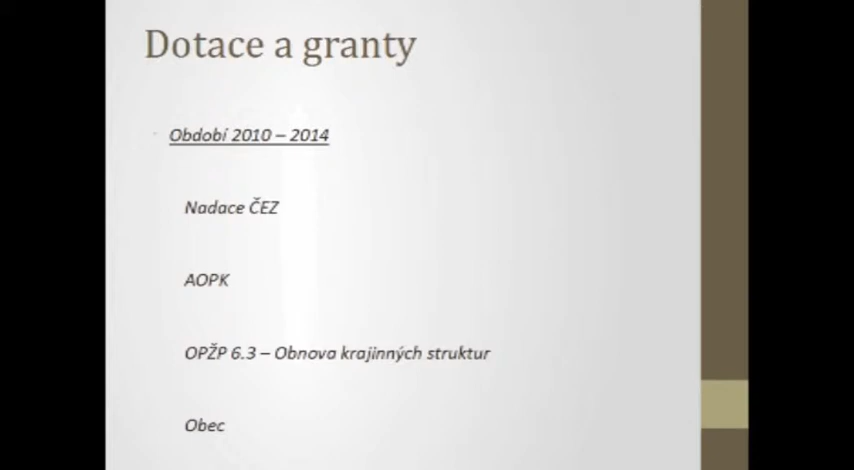 Dotace a granty
Období 2010 – 2014
Nadace ČEZ
AOPK
OPŽP 6.3 – Obnova krajinných struktur
Obec